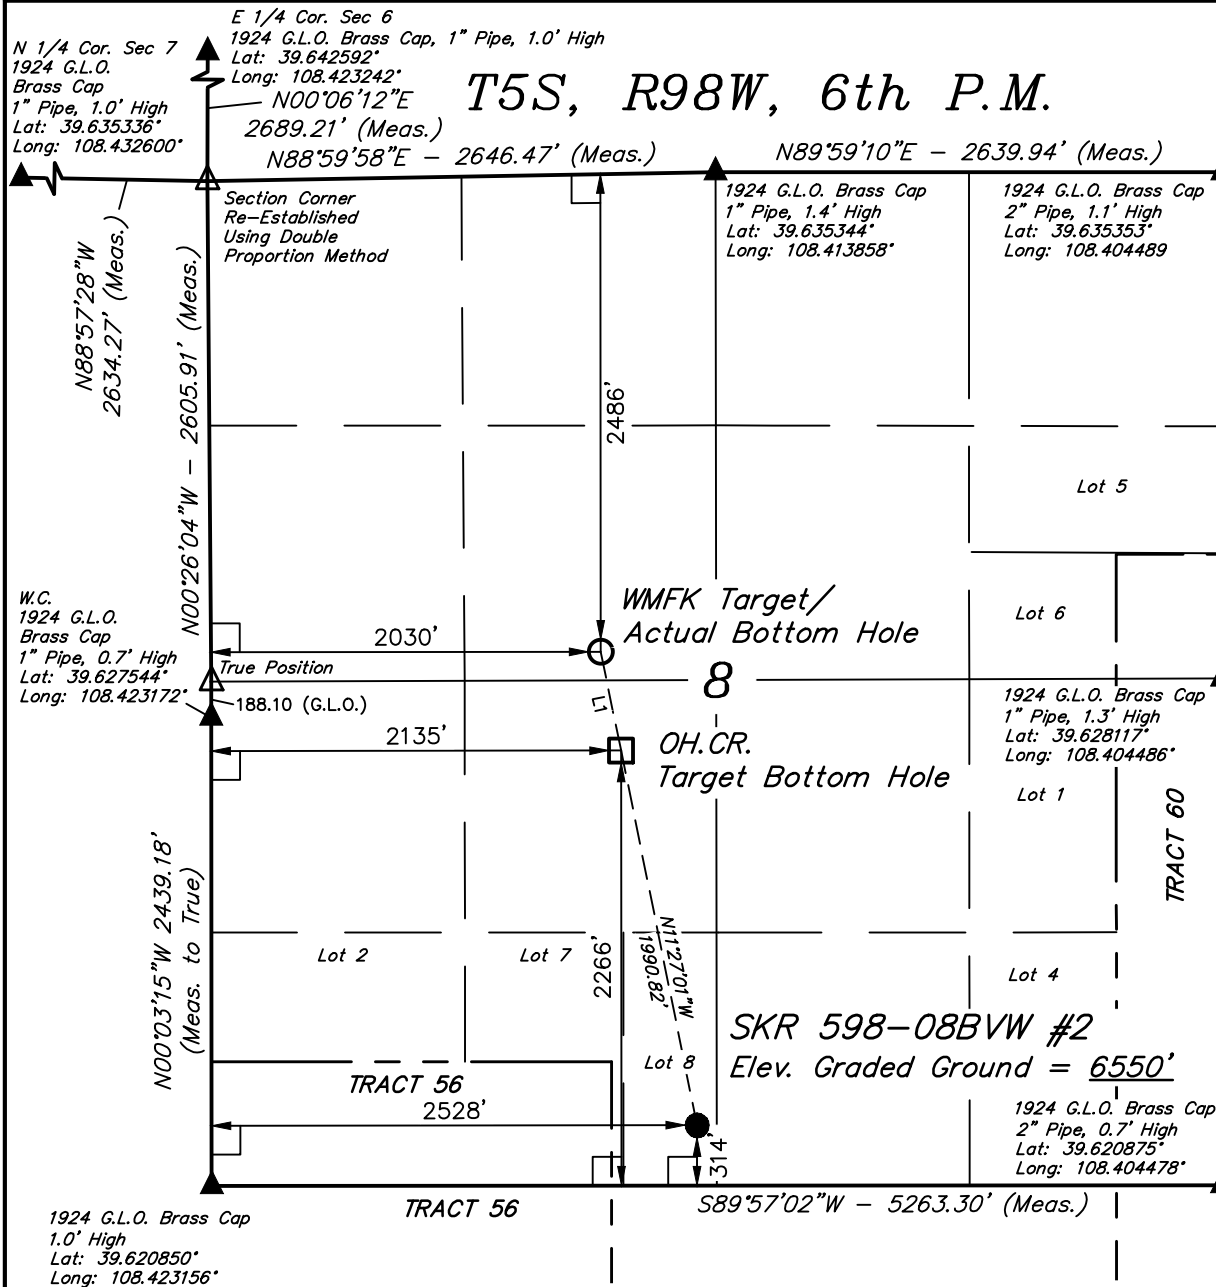 E 1/4 Cor. Sec 6
1924 G.L.O. Brass Cap, 1" Pipe, 1.0' High
Lat: 39.642592°
Long: 108.423242°
N 1/4 Cor. Sec 7
1924 G.L.O.
Brass Cap
1" Pipe, 1.0' High
Lat: 39.635336°
Long: 108.432600°
T5S, R98W, 6th P.M.
N00°06'12"E
2689.21' (Meas.)
N88°59'58"E - 2646.47' (Meas.)
N89°59'10"E - 2639.94' (Meas.)
Section Corner
Re-Established
Using Double
Proportion Method
1924 G.L.O. Brass Cap
1" Pipe, 1.4' High
Lat: 39.635344°
Long: 108.413858°
1924 G.L.O. Brass Cap
2" Pipe, 1.1' High
Lat: 39.635353°
Long: 108.404489
N88°57'28"W
2634.27' (Meas.)
N00°26'04"W - 2605.91' (Meas.)
2486'
Lot 5
W.C.
1924 G.L.O.
Brass Cap
1" Pipe, 0.7' High
Lat: 39.627544°
Long: 108.423172°
2030'
WMFK Target/
Actual Bottom Hole
Lot 6
True Position
8
188.10 (G.L.O.)
L1
1924 G.L.O. Brass Cap
1" Pipe, 1.3' High
Lat: 39.628117°
Long: 108.404486°
2135'
OH.CR.
Target Bottom Hole
Lot 1
TRACT 60
N00°03'15"W 2439.18'
(Meas. to True)
Lot 2
Lot 7
2266'
N11°27'01"W
1990.82'
Lot 4
SKR 598-08BVW #2
Elev. Graded Ground = 6550'
Lot 8
TRACT 56
2528'
314'
1924 G.L.O. Brass Cap
2" Pipe, 0.7' High
Lat: 39.620875°
Long: 108.404478°
TRACT 56
S89°57'02"W - 5263.30' (Meas.)
1924 G.L.O. Brass Cap
1.0' High
Lat: 39.620850°
Long: 108.423156°